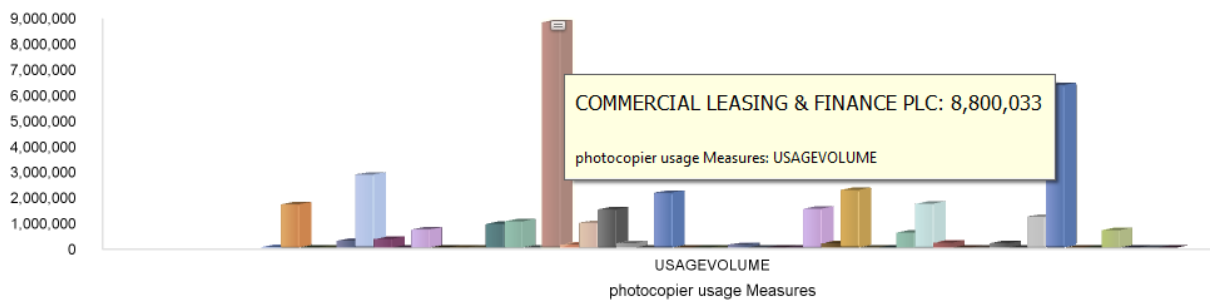 9,000,000
8,000,000
7,000,000
6,000,000
5,000,000
4,000,000
3,000,000
2,000,000
1,000,000
0
COMMERCIAL LEASING & FINANCE PLC: 8,800,033
photocopier usage Measures: USAGEVOLUME
USAGEVOLUME
photocopier usage Measures